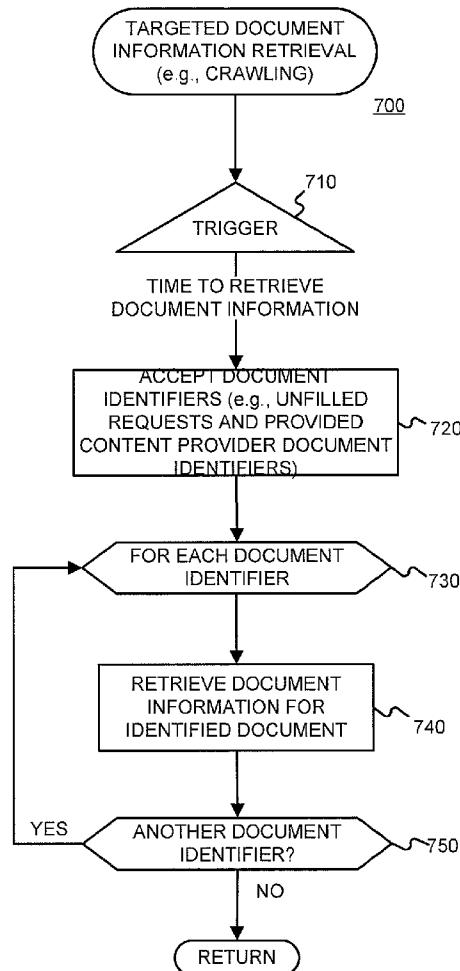 TARGETED DOCUMENT
INFORMATION RETRIEVAL
(e.g., CRAWLING)
700
710
TRIGGER
TIME TO RETRIEVE
DOCUMENT INFORMATION
ACCEPT DOCUMENT
IDENTIFIERS (e.g., UNFILLED
REQUESTS AND PROVIDED
CONTENT PROVIDER DOCUMENT
IDENTIFIERS)
720
FOR EACH DOCUMENT
IDENTIFIER
730
RETRIEVE DOCUMENT
INFORMATION FOR
IDENTIFIED DOCUMENT
740
YES
ANOTHER DOCUMENT
IDENTIFIER?
750
NO
RETURN